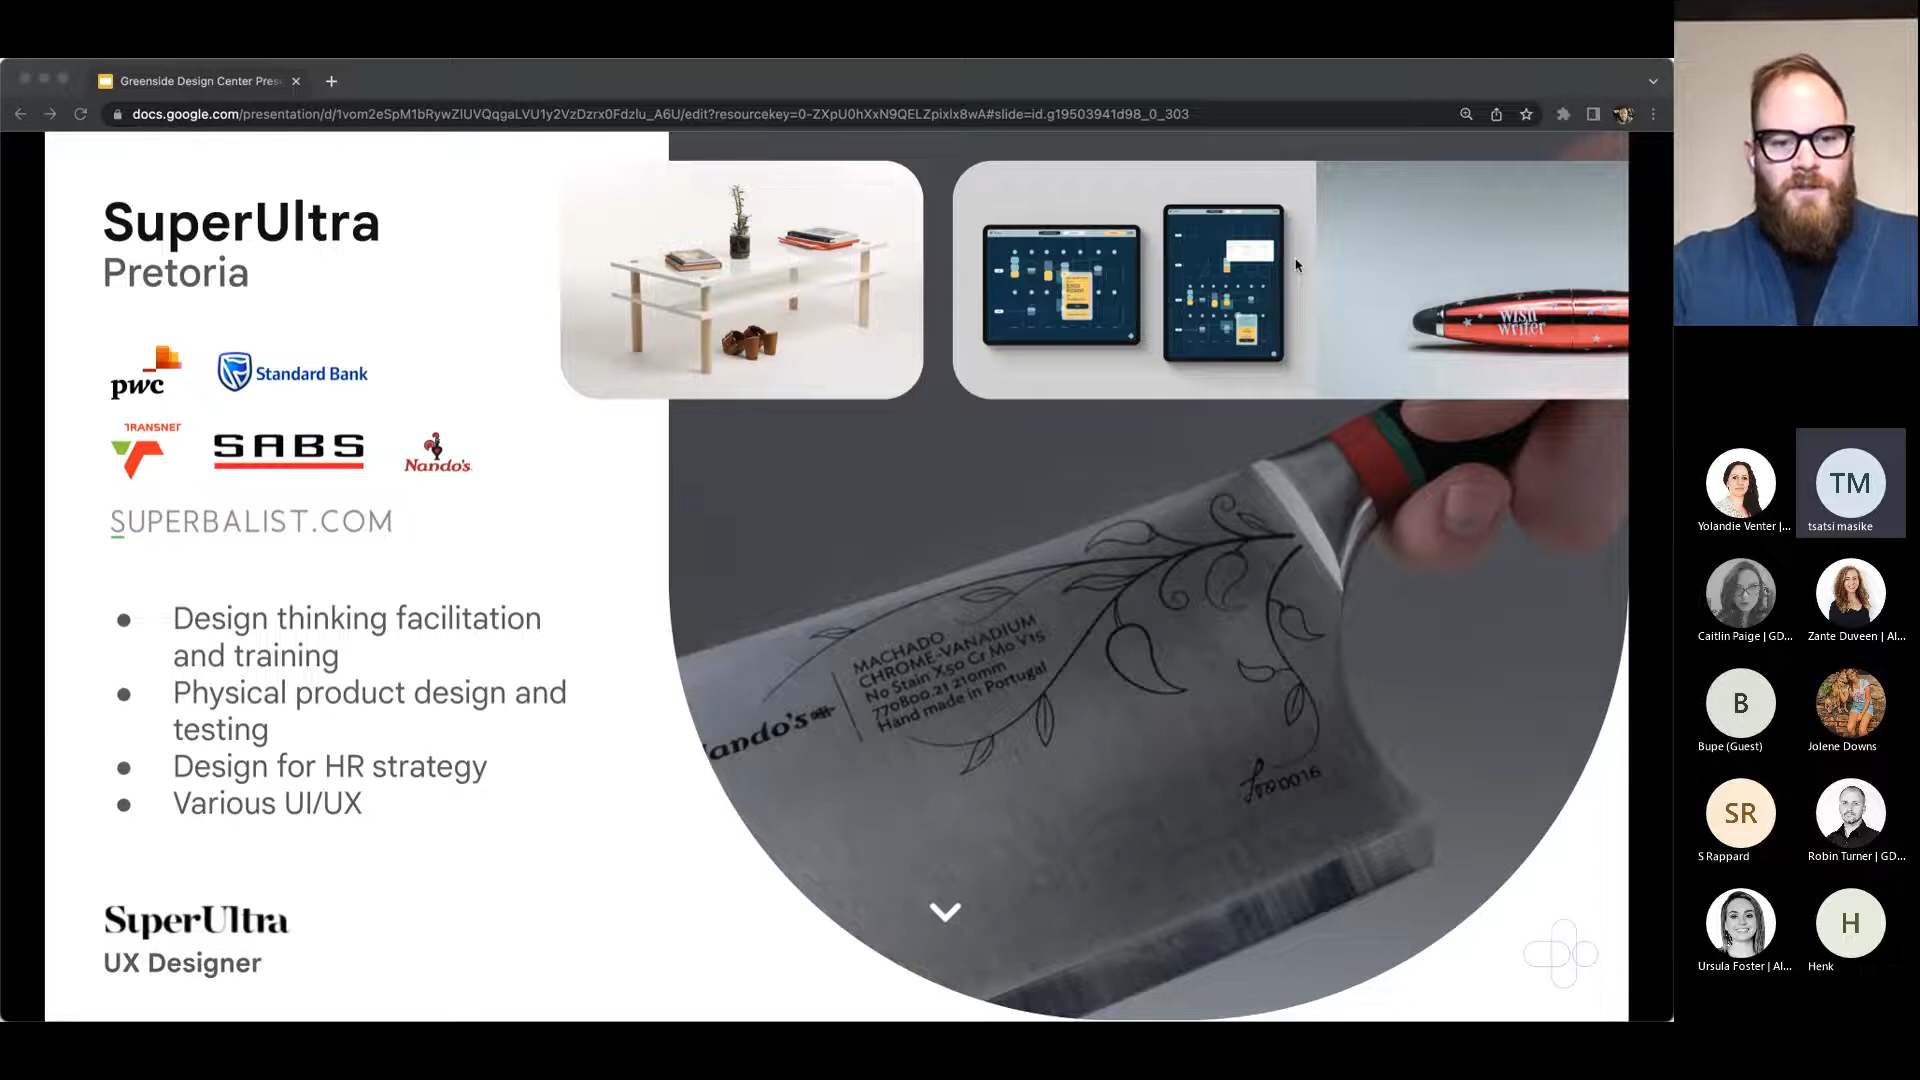 Greenside Design Center Pres
docs.google.com/presentation/d/1vom2eSpM1bRywZIUVQqgaLVU1y2VzDzrx0Fdzlu_A6U/edit?resourcekey=0-ZXpU0hXxN9QELZpixlx8wA#slide=id.g19503941d98_0_303
SuperUltra
Pretoria
pwc
Standard Bank
TRANSNET
SABS
Nando's
SUPERBALIST.COM
● Design thinking facilitation
and training
● Physical product design and
testing
● Design for HR strategy
● Various UI/UX
SuperUltra
UX Designer
wish
writer
MACHADO
CHROME-VANADIUM
No Stain X50 Cr Mo V15
770800.21 210mm
Hand made in Portugal
Nando's
0016
Yolandie Venter |...
TM
tsatsi masike
Caitlin Paige | GD...
Zante Duveen | Al...
B
Bupe (Guest)
Jolene Downs
SR
S Rappard
Robin Turner | GD...
Ursula Foster | Al...
H
Henk